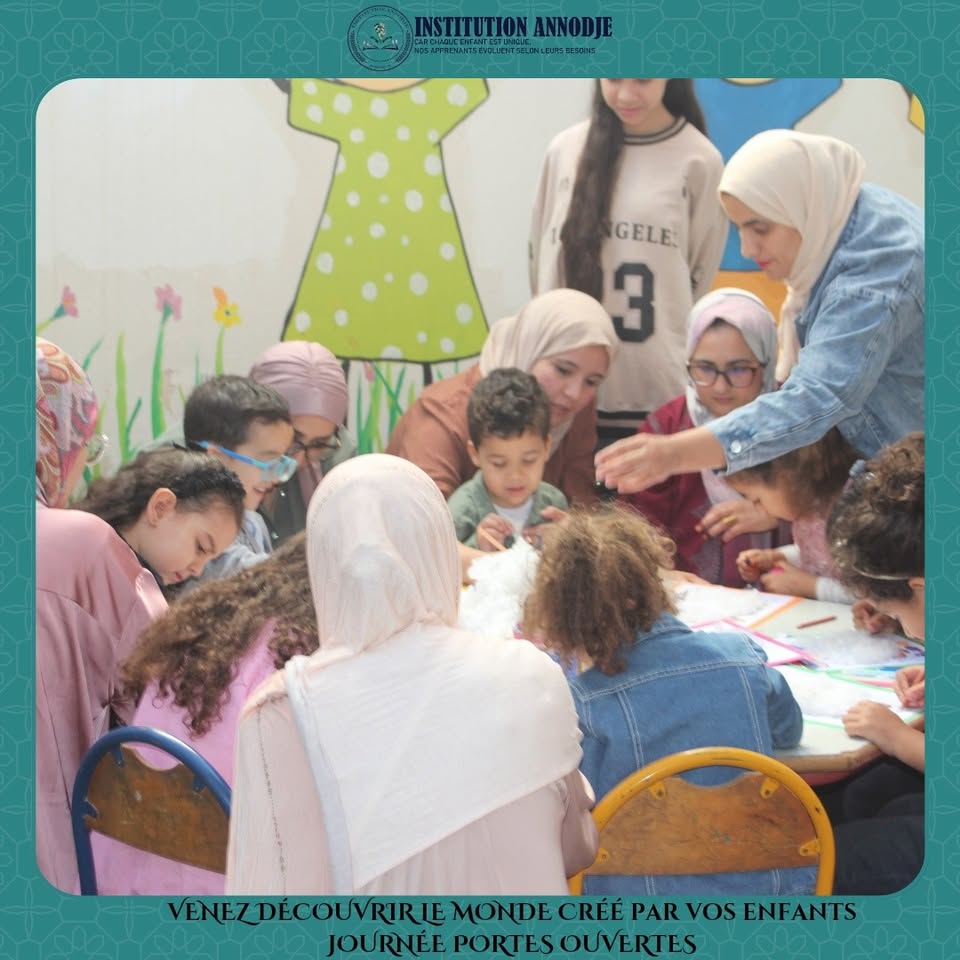 INSTITUTION ANNODJE
CAR CHAQUE ENFANT EST UNIQUE,
NOS APPRENANTS ÉVOLUENT SELON LEURS BESOINS
NGELES
3
VENEZ DÉCOUVRIR LE MONDE CRÉÉ PAR VOS ENFANTS
JOURNÉE PORTES OUVERTES